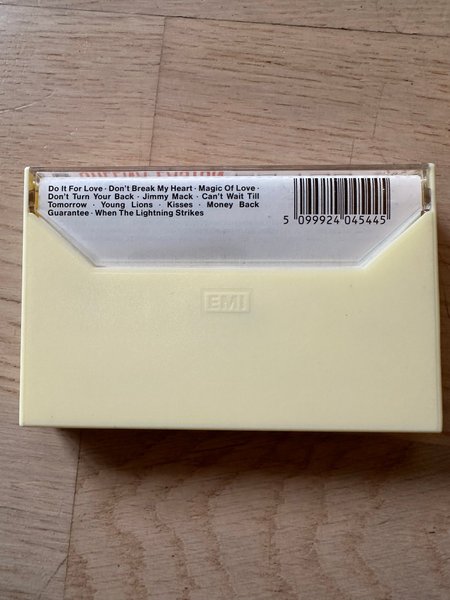 Do It For Love · Don't Break My Heart · Magic Of Love ·
Don't Turn Your Back · Jimmy Mack · Can't Wait Till
Tomorrow · Young Lions · Kisses · Money Back
Guarantee · When The Lightning Strikes
5 099924 045445
EMI